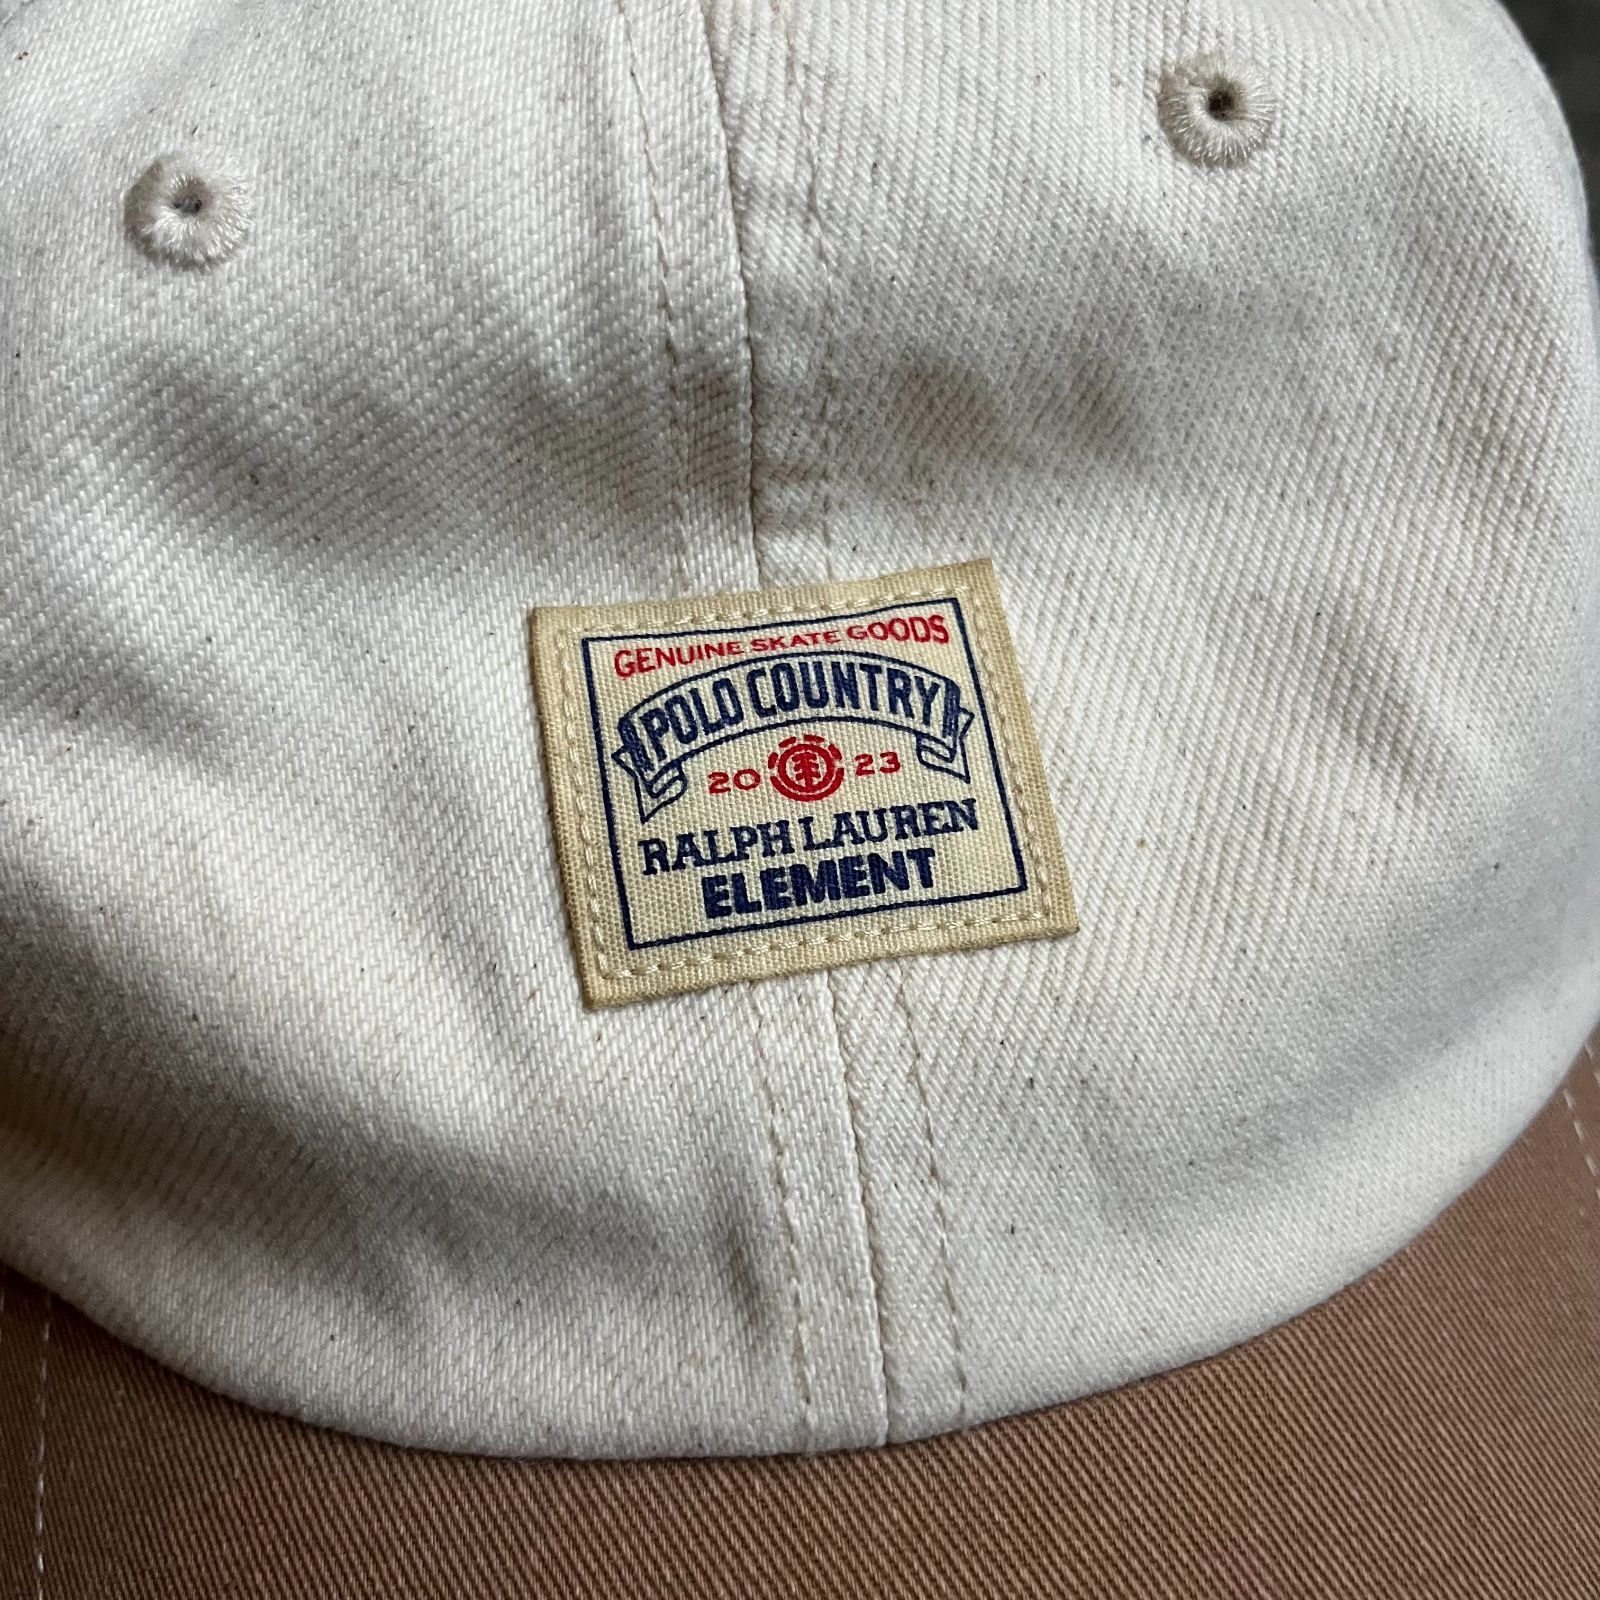 GENUINE SKATE GOODS
POLO COUNTRY
20 23
RALPH LAUREN
ELEMENT